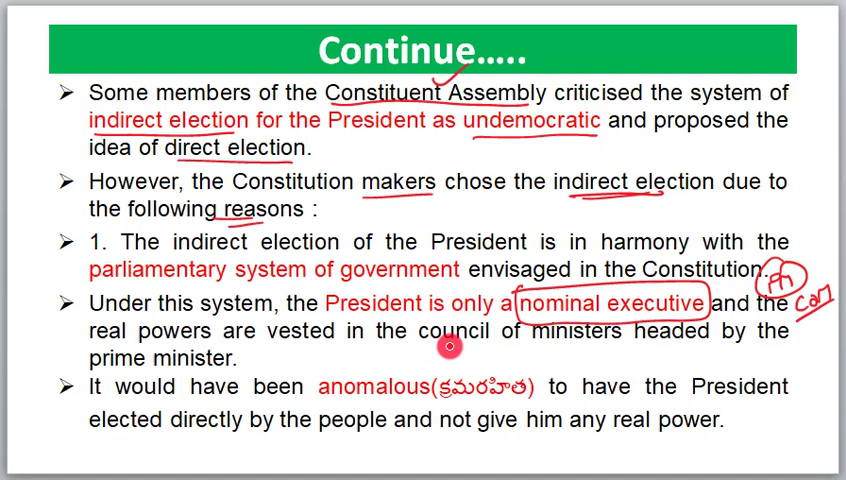 Continue…..
➢ Some members of the Constituent Assembly criticised the system of
indirect election for the President as undemocratic and proposed the
idea of direct election.
➢ However, the Constitution makers chose the indirect election due to
the following reasons :
➢ 1. The indirect election of the President is in harmony with the
parliamentary system of government envisaged in the Constitution.
PM
➢ Under this system, the President is only a nominal executive and the
COM
real powers are vested in the council of ministers headed by the
prime minister.
➢ It would have been anomalous(క్రమరహిత) to have the President
elected directly by the people and not give him any real power.